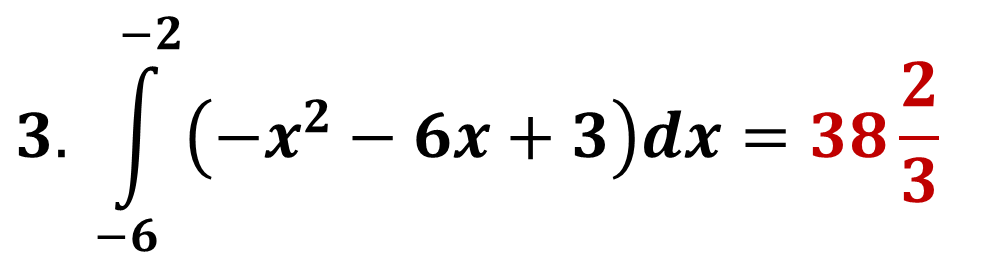 3. ∫₋₆⁻² (−x² − 6x + 3)dx = 38 2/3